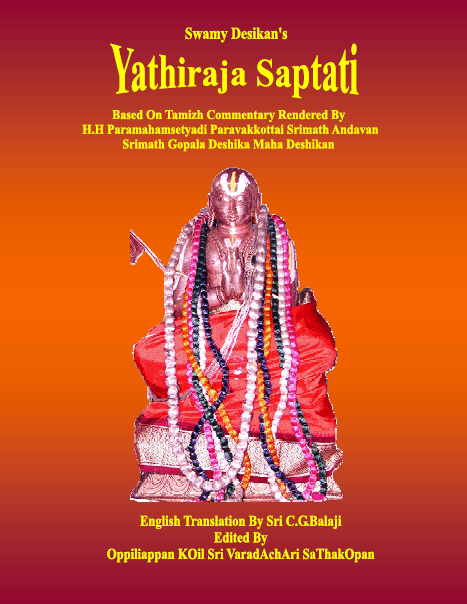 Swamy Desikan's
Yathiraja Saptati
Based On Tamizh Commentary Rendered By
H.H Paramahamsetyadi Paravakkottai Srimath Andavan
Srimath Gopala Deshika Maha Deshikan
English Translation By Sri C.G.Balaji
Edited By
Oppiliappan KOil Sri VaradAchAri SaThakOpan